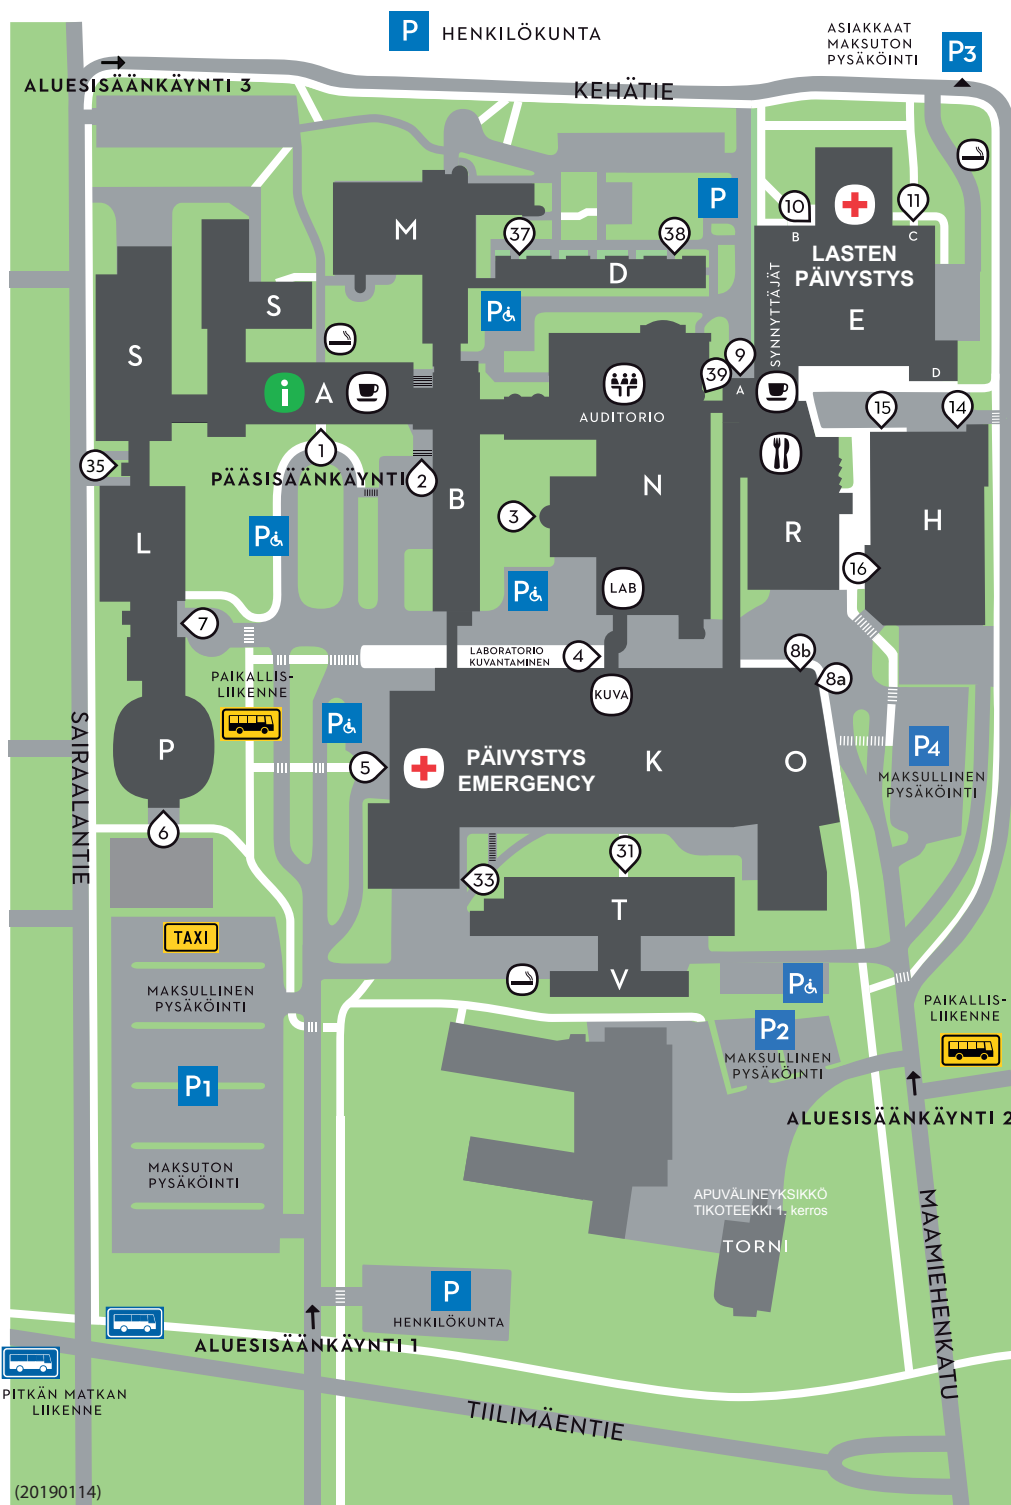 P HENKILÖKUNTA
ASIAKKAAT
MAKSUTON
PYSÄKÖINTI
P3
ALUESISÄÄNKÄYNTI 3
KEHÄTIE
M
37
38
P
D
10
11
B
C
LASTEN
PÄIVYSTYS
SYNNYTTÄJÄT
E
S
S
P
i
A
9
39
A
D
AUDITORIO
15
14
1
PÄÄSISÄÄNKÄYNTI
2
35
B
3
N
R
H
L
P
P
LAB
16
7
LABORATORIO
KUVANTAMINEN
4
8b
8a
PAIKALLIS-
LIIKENNE
KUVA
P
P
5
PÄIVYSTYS
EMERGENCY
K
O
P4
MAKSULLINEN
PYSÄKÖINTI
SAIRAALANTIE
6
31
33
T
TAXI
V
P
MAKSULLINEN
PYSÄKÖINTI
PAIKALLIS-
LIIKENNE
P2
MAKSULLINEN
PYSÄKÖINTI
P1
ALUESISÄÄNKÄYNTI 2
MAKSUTON
PYSÄKÖINTI
APUVÄLINEYKSIKKÖ
TIKOTEEKKI 1. kerros
TORNI
MAAMIEHENKATU
P
HENKILÖKUNTA
ALUESISÄÄNKÄYNTI 1
PITKÄN MATKAN
LIIKENNE
TIILIMÄENTIE
(20190114)